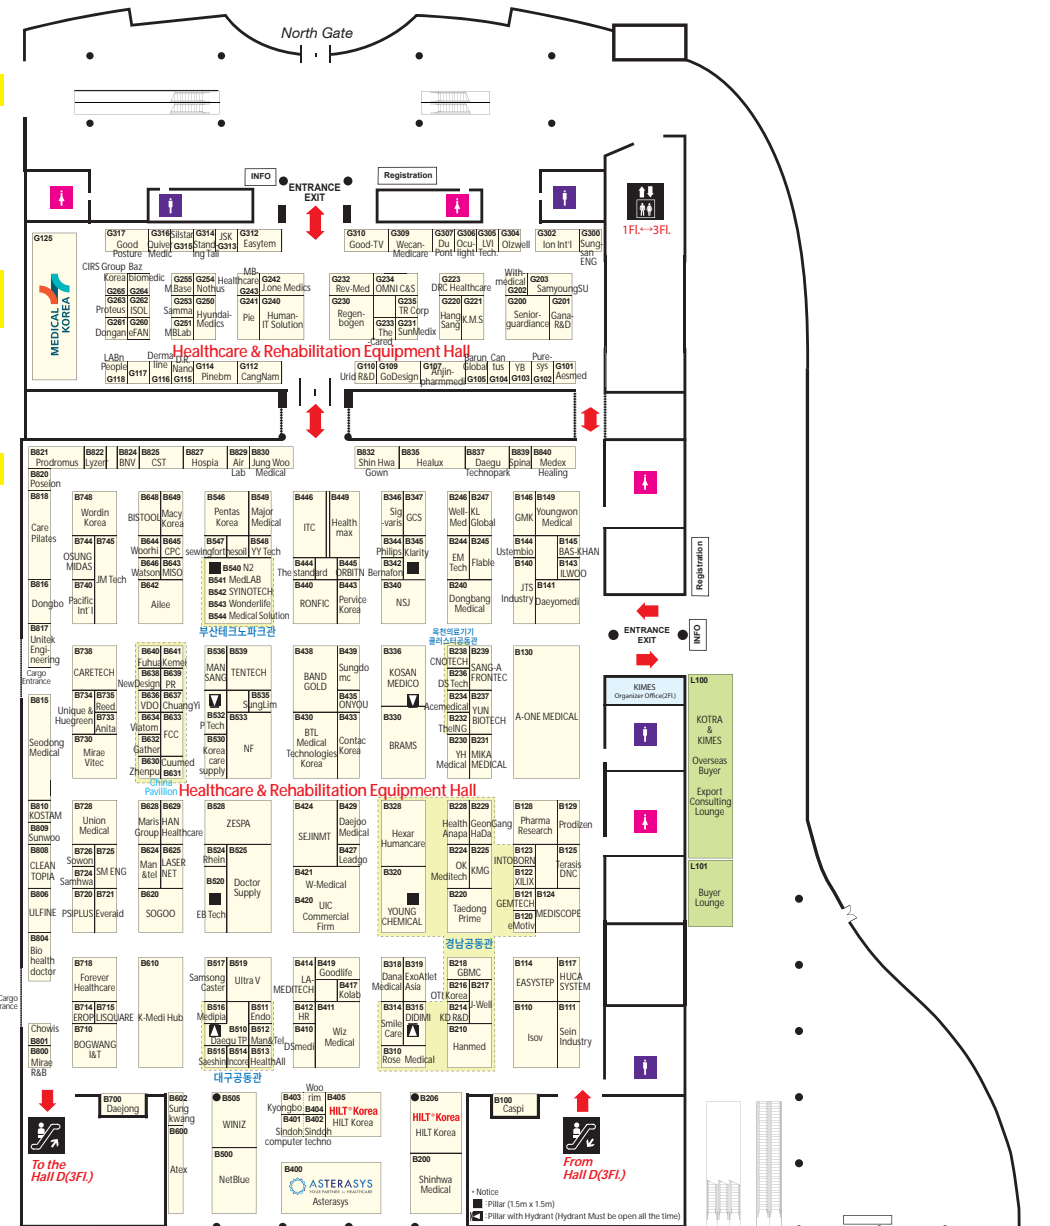 North Gate
INFO
Registration
ENTRANCE
EXIT
1Fl.↔3Fl.
G125
MEDICAL
KOREA
G317
Good
Posture
G316
Quiver
Medic
Silstar
G315
G314
Stand-
ing Tall
JSK
G313
G312
Easytem
G310
Good-TV
G309
Wecan-
Medicare
G307
Du
Pont
G306
Ocu-
light
G305
LVI
Tech.
G304
Olzwell
G302
Ion Int'l
G300
Sung-
san
ENG
CIRS Group
Korea
G265
Baz
biomedic
G264
G263
Proteus
G262
ISOL
G261
Dongan
G260
eFAN
G255
M.Base
G254
Nothus
G253
Samma
G250
Hyundai-
Medics
G251
MBLab
MB-
Healthcare
G243
G242
J.one Medics
G241
Pie
G240
Human-
IT Solution
G232
Rev-Med
G234
OMNI C&S
G230
Regen-
bogen
G235
TR Corp
G233
The
-Cared
G231
SunMedix
G223
DRC Healthcare
G220
Hang
Sang
G221
K.M.S
With
medical
G202
G203
SamyoungSU
G200
Senior-
guardiance
G201
Gana-
R&D
Healthcare & Rehabilitation Equipment Hall
LABn
People
G118
G117
Derma
line
G116
D.R.
Nano
G115
G114
Pinebm
G112
CangNam
G110
Urid R&D
G109
GoDesign
G107
Anjin-
pharmmedi
Barun
Global
G105
Can
tus
G104
YB
G103
Pure-
sys
G102
G101
Aesmed
B821
Prodromus
B822
Lyzer
B824
BNV
B825
CST
B827
Hospia
B829
Air
Lab
B830
Jung Woo
Medical
B832
Shin Hwa
Gown
B835
Healux
B837
Daegu
Technopark
B839
Spina
B840
Medex
Healing
B820
Poseion
B818
Care
Pilates
B816
Dongbo
B817
Unitek
Engi-
neering
Cargo
Entrance
B815
Seodong
Medical
B748
Wordin
Korea
B744
OSUNG
MIDAS
B745
JM Tech
B740
Pacific
Int´l
B648
BISTOOL
B649
Macy
Korea
B644
Woorhi
B645
CPC
B646
Watson
B643
MISO
B642
Ailee
B546
Pentas
Korea
B549
Major
Medical
B547
sewingforthesoil
B548
YY Tech
B540 N2
B541 MedLAB
B542 SYINOTECH
B543 Wonderlife
B544 Medical Solution
부산테크노파크관
B446
ITC
B449
Health
max
B444
The standard
B445
ORBITN
B440
RONFIC
B443
Pervice
Korea
B346
Sig
-varis
B347
GCS
B344
Philips
B345
Klarity
B342
Bernafon
B340
NSJ
B246
Well-
Med
B247
KL
Global
B244
EM
Tech
B245
Flable
B240
Dongbang
Medical
B146
GMK
B149
Youngwon
Medical
B144
Ustembio
B145
BAS-KHAN
B140
JTS
Industry
B143
ILWOO
B141
Daeyomedi
Registration
ENTRANCE
EXIT
INFO
KIMES
Organizer Office(2Fl.)
L100
KOTRA
&
KIMES
Overseas
Buyer
Export
Consulting
Lounge
L101
Buyer
Lounge
B738
CARETECH
B734
Unique &
Huegreen
B735
Reed
B733
Anita
B730
Mirae
Vitec
B640
Fuhua
B641
Kemei
B638
NewDesign
B639
PR
B636
VDO
B637
ChuangYi
B634
Viatom
B633
FCC
B632
Gather
B630
Zhenpu
Cuumed
B631
China
Pavillion
B536
MAN
SANG
B539
TENTECH
B535
SungLim
B532
P.Tech
B533
NF
B530
Korea
care
supply
B438
BAND
GOLD
B439
Sungdo
mc
B435
ONYOU
B430
BTL
Medical
Technologies
Korea
B433
Contac
Korea
B336
KOSAN
MEDICO
B330
BRAMS
옥천의료기기
클러스터공동관
B238
CNOTECH
B239
SANG-A
FRONTEC
B236
DS Tech
B234
Acemedical
B237
YUN
BIOTECH
B232
TheING
B230
YH
Medical
B231
MIKA
MEDICAL
B130
A-ONE MEDICAL
Healthcare & Rehabilitation Equipment Hall
B810
KOSTAM
B809
Sunwoo
B808
CLEAN
TOPIA
B806
ULFINE
B804
Bio
health
doctor
Cargo
Chowis
B801
B800
Mirae
R&B
B728
Union
Medical
B726
Sowon
B725
SM ENG
B724
Samhwa
B720
PSIPLUS
B721
Everaid
B628
Maris
Group
B629
HAN
Healthcare
B624
Man
&tel
B625
LASER
NET
B620
SOGOO
B528
ZESPA
B524
Rhein
B525
Doctor
Supply
B520
EB Tech
B424
SEJINMT
B429
Daejoo
Medical
B427
Leadgo
B421
W-Medical
B420
UIC
Commercial
Firm
B328
Hexar
Humancare
B320
YOUNG
CHEMICAL
B228
Health
Anapa
B229
GeonGang
HaDa
B224
OK
Meditech
B225
KMG
B220
Taedong
Prime
경남공동관
B128
Pharma
Research
B129
Prodizen
B123
INTOBORN
B122
XILIX
B125
Terasis
DNC
B121
GEMTECH
B120
eMotiv
B124
MEDISCOPE
B718
Forever
Healthcare
B714
EROP
B715
LISQUARE
B710
BOGWANG
I&T
B610
K-Medi Hub
B517
Samsong
Caster
B519
Ultra V
B516
Medipia
B511
Endo
B510
Daegu TP
B512
Man&Tel
B515
Saeshin
B514
Incore
B513
HealthAll
대구공동관
B414
LA-
MEDITECH
B419
Goodlife
B417
Kolab
B412
HR
B411
Wiz
Medical
B410
DSmedi
B318
Dana
Medical
B319
ExoAtlet
Asia
B314
Smile
Care
B315
DIDIMI
B310
Rose Medical
B218
GBMC
B216
OTI Korea
B217
U-Well
B214
KD R&D
B210
Hanmed
B114
EASYSTEP
B117
HUCA
SYSTEM
B110
Isov
B111
Sein
Industry
To the
Hall D(3Fl.)
B700
Daejong
B602
Sung
kwang
B600
Atex
B505
WINIZ
B500
NetBlue
B403
Kyongbo
Woo
rim
B404
B401
Sindoh
computer
B402
Sindoh
techno
B405
HILT®Korea
HILT Korea
B400
ASTERASYS
YOUR PARTNER for HEALTHCARE
Asterasys
B206
HILT®Korea
HILT Korea
B200
Shinhwa
Medical
B100
Caspi
From
Hall D(3Fl.)
* Notice
: Pillar (1.5m x 1.5m)
: Pillar with Hydrant (Hydrant Must be open all the time)